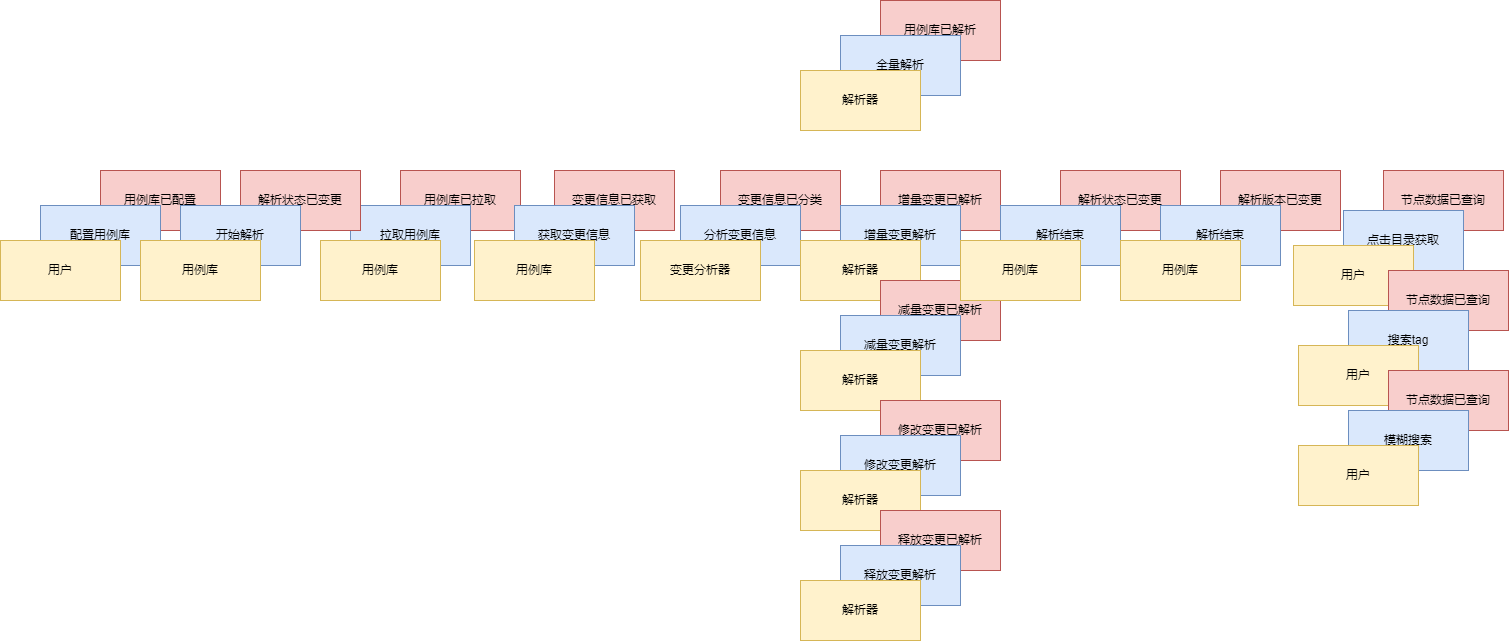 用例库已解析
全量解析
解析器
用例库已配置
解析状态已变更
用例库已拉取
变更信息已获取
变更信息已分类
增量变更已解析
解析状态已变更
解析版本已变更
节点数据已查询
配置用例库
开始解析
拉取用例库
获取变更信息
分析变更信息
增量变更解析
解析结束
解析结束
点击目录获取
用户
用例库
用例库
用例库
变更分析器
解析器
用例库
用例库
用户
减量变更已解析
减量变更解析
解析器
修改变更已解析
修改变更解析
解析器
释放变更已解析
释放变更解析
解析器
节点数据已查询
搜索tag
用户
节点数据已查询
模糊搜索
用户